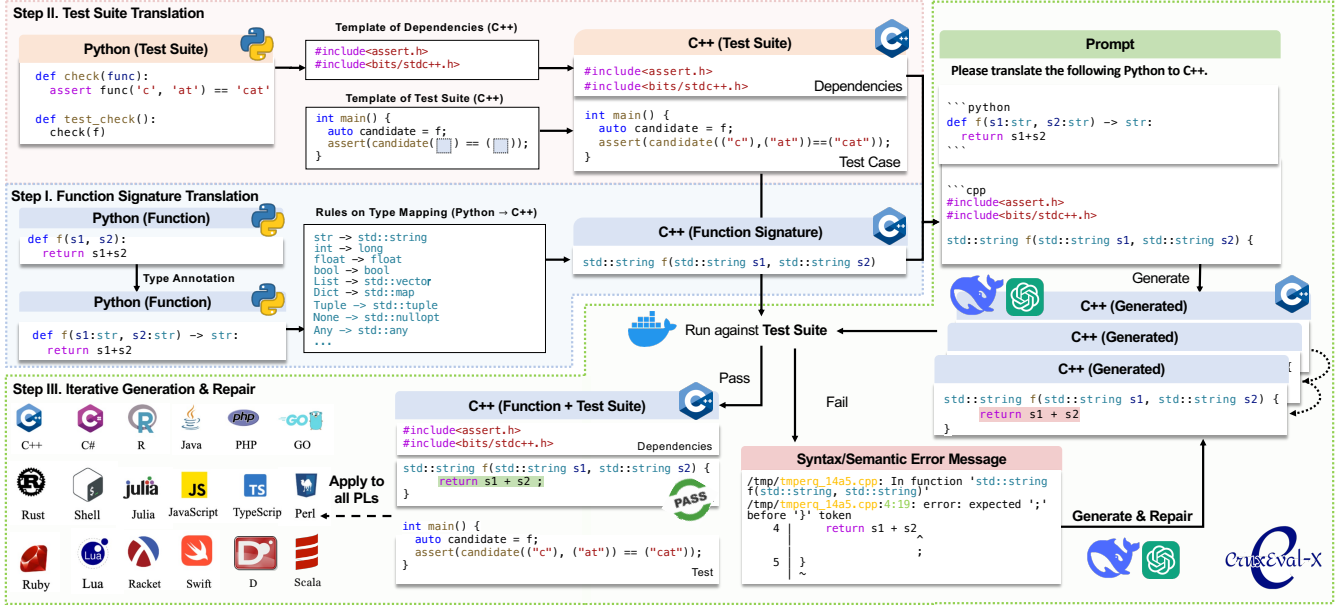 Step II. Test Suite Translation
Python (Test Suite)
def check(func):
assert func('c', 'at') == 'cat'
def test_check():
check(f)
Template of Dependencies (C++)
#include<assert.h>
#include<bits/stdc++.h>
Template of Test Suite (C++)
int main() {
auto candidate = f;
assert(candidate( ) == ( ));
}
C++ (Test Suite)
#include<assert.h>
#include<bits/stdc++.h>
Dependencies
int main() {
auto candidate = f;
assert(candidate(("c"),("at"))==("cat"));
}
Test Case
Step I. Function Signature Translation
Python (Function)
def f(s1, s2):
return s1+s2
Type Annotation
Python (Function)
def f(s1:str, s2:str) -> str:
return s1+s2
Rules on Type Mapping (Python → C++)
str -> std::string
int -> long
float -> float
bool -> bool
List -> std::vector
Dict -> std::map
Tuple -> std::tuple
None -> std::nullopt
Any -> std::any
...
C++ (Function Signature)
std::string f(std::string s1, std::string s2)
Prompt
Please translate the following Python to C++.
```python
def f(s1:str, s2:str) -> str:
return s1+s2
```
```cpp
#include<assert.h>
#include<bits/stdc++.h>
std::string f(std::string s1, std::string s2) {
Generate
C++ (Generated)
C++ (Generated)
{
C++ (Generated)
std::string f(std::string s1, std::string s2) {
return s1 + s2
}
Run against Test Suite
Pass
Fail
Step III. Iterative Generation & Repair
C++
C#
R
Java
php
PHP
GO
GO
Rust
Shell
julia
Julia
JS
JavaScript
TS
TypeScrip
Perl
Ruby
Lua
Lua
Racket
Swift
D
Scala
Apply to
all PLs
C++ (Function + Test Suite)
#include<assert.h>
#include<bits/stdc++.h>
Dependencies
std::string f(std::string s1, std::string s2) {
return s1 + s2 ;
}
PASS
int main() {
auto candidate = f;
assert(candidate(("c"), ("at")) == ("cat"));
}
Test
Syntax/Semantic Error Message
/tmp/tmperq_14a5.cpp: In function 'std::string
f(std::string, std::string)'
/tmp/tmperq_14a5.cpp:4:19: error: expected ';'
before '}' token
4 | return s1 + s2
| ^
| ;
5 | }
| ~
Generate & Repair
CruxEval-X